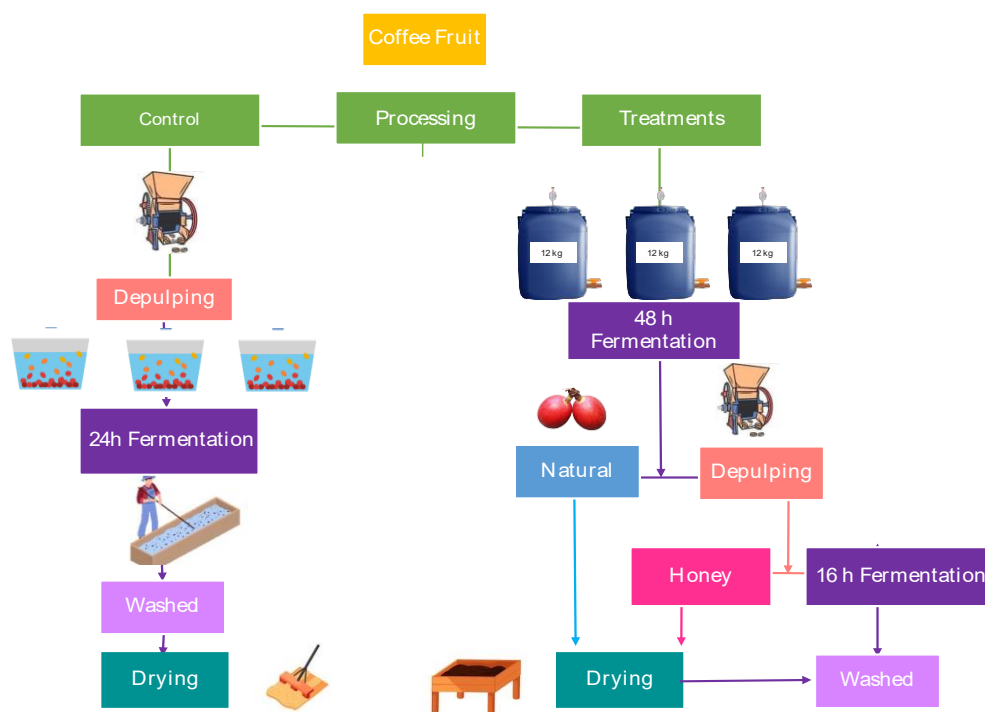 Coffee Fruit
Control
Processing
Treatments
12 kg
12 kg
12 kg
Depulping
48 h
Fermentation
24h Fermentation
Natural
Depulping
Honey
16 h Fermentation
Washed
Drying
Drying
Washed